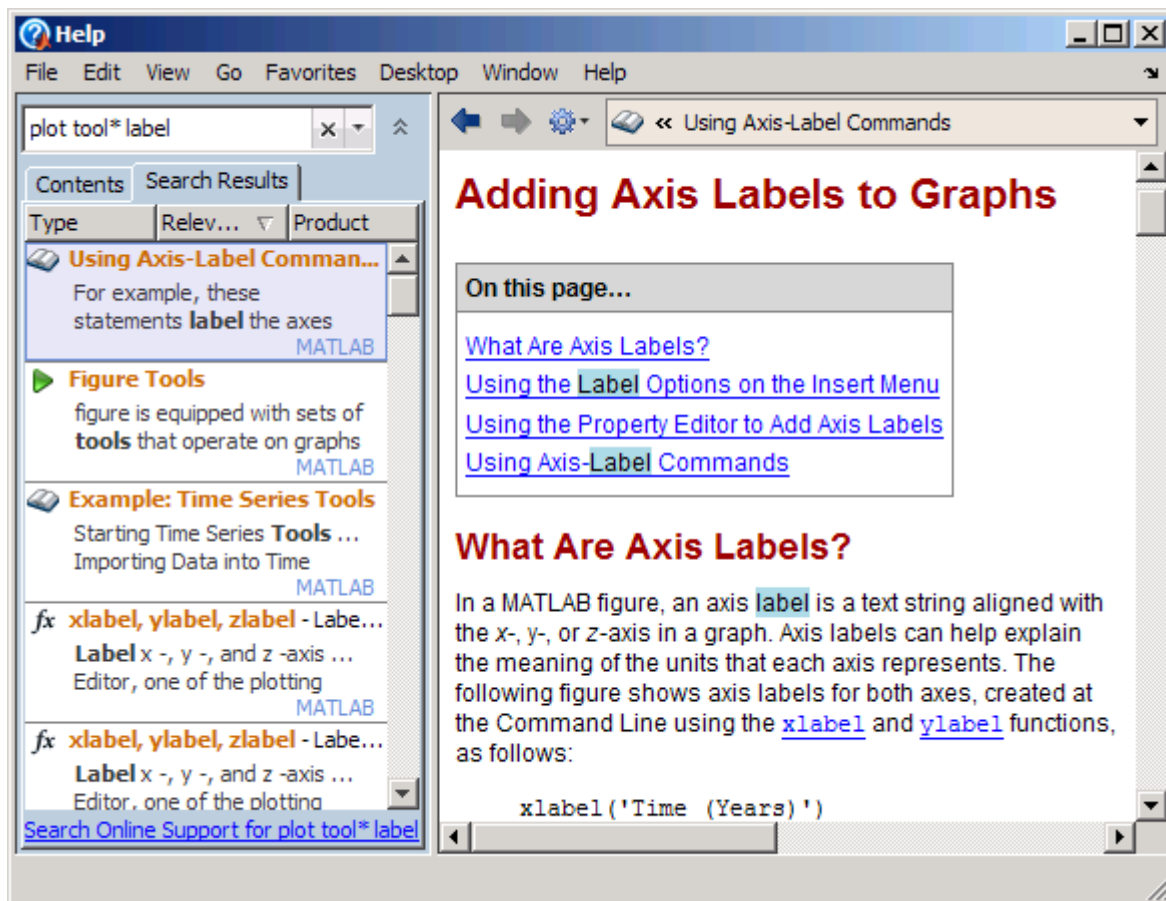 Help
File Edit View Go Favorites Desktop Window Help
plot tool* label
Contents Search Results
Type Relev... Product
Using Axis-Label Comman...
For example, these
statements label the axes
MATLAB
Figure Tools
figure is equipped with sets of
tools that operate on graphs
MATLAB
Example: Time Series Tools
Starting Time Series Tools ...
Importing Data into Time
MATLAB
fx xlabel, ylabel, zlabel - Labe...
Label x -, y -, and z -axis ...
Editor, one of the plotting
MATLAB
fx xlabel, ylabel, zlabel - Labe...
Label x -, y -, and z -axis ...
Editor, one of the plotting
Search Online Support for plot tool* label
« Using Axis-Label Commands
Adding Axis Labels to Graphs
On this page...
What Are Axis Labels?
Using the Label Options on the Insert Menu
Using the Property Editor to Add Axis Labels
Using Axis-Label Commands
What Are Axis Labels?
In a MATLAB figure, an axis label is a text string aligned with
the x-, y-, or z-axis in a graph. Axis labels can help explain
the meaning of the units that each axis represents. The
following figure shows axis labels for both axes, created at
the Command Line using the xlabel and ylabel functions,
as follows:
xlabel('Time (Years)')